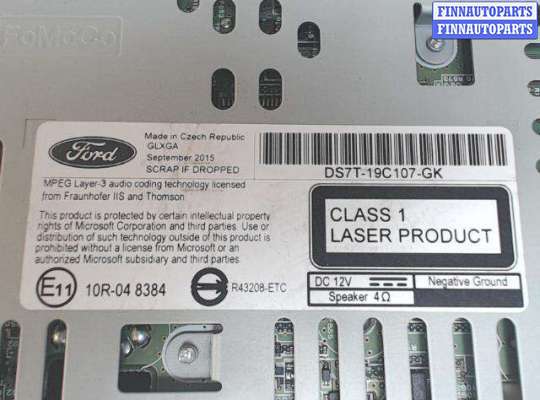 FINNAUTOPARTS
FINNAUTOPARTS
FoMoCo
Ford
Made in Czech Republic
GLXGA
September 2015
SCRAP IF DROPPED
DS7T-19C107-GK
MPEG Layer-3 audio coding technology licensed
from Fraunhofer IIS and Thomson
This product is protected by certain intellectual property
rights of Microsoft Corporation and third parties. Use or
distribution of such technology outside of this product is
prohibited without a license from Microsoft or an
authorized Microsoft subsidiary and third parties.
CLASS 1
LASER PRODUCT
E11 10R-04 8384
R43208-ETC
DC 12V
Negative Ground
Speaker 4Ω